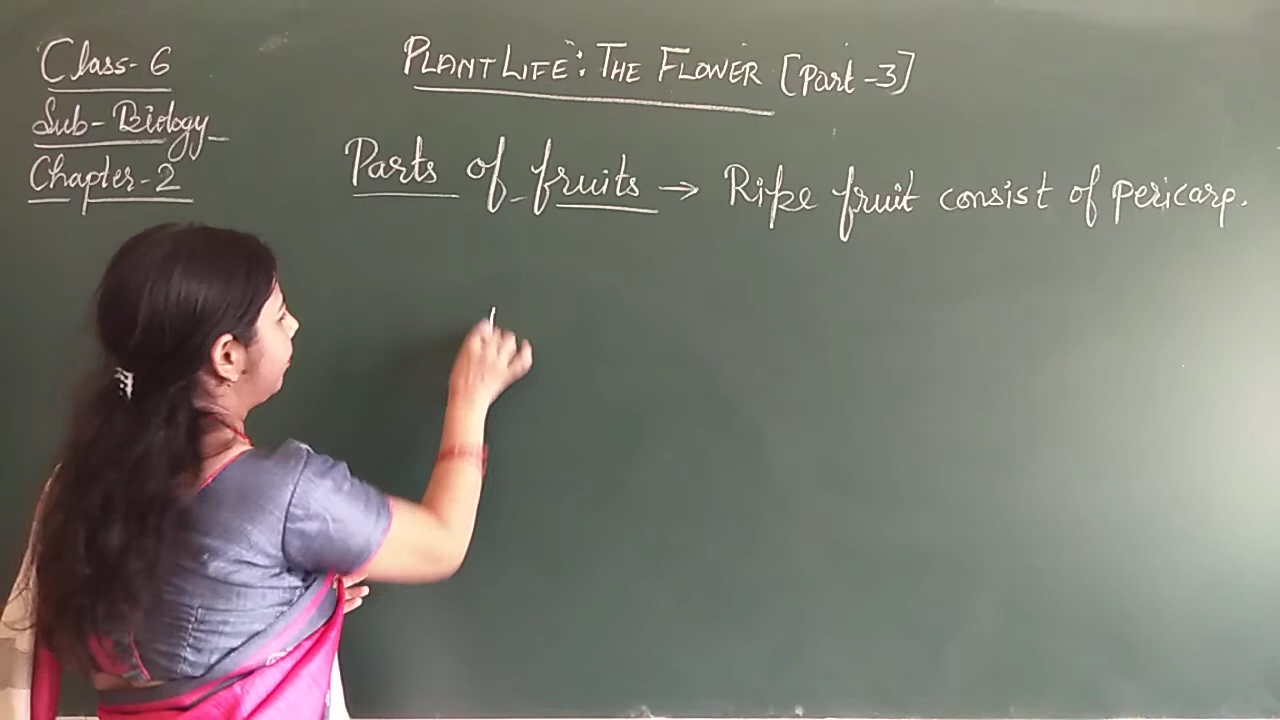 Class-6
Sub-Biology
Chapter-2
PLANT LIFE: THE FLOWER [Part-3]
Parts of fruits → Ripe fruit consist of pericarp.